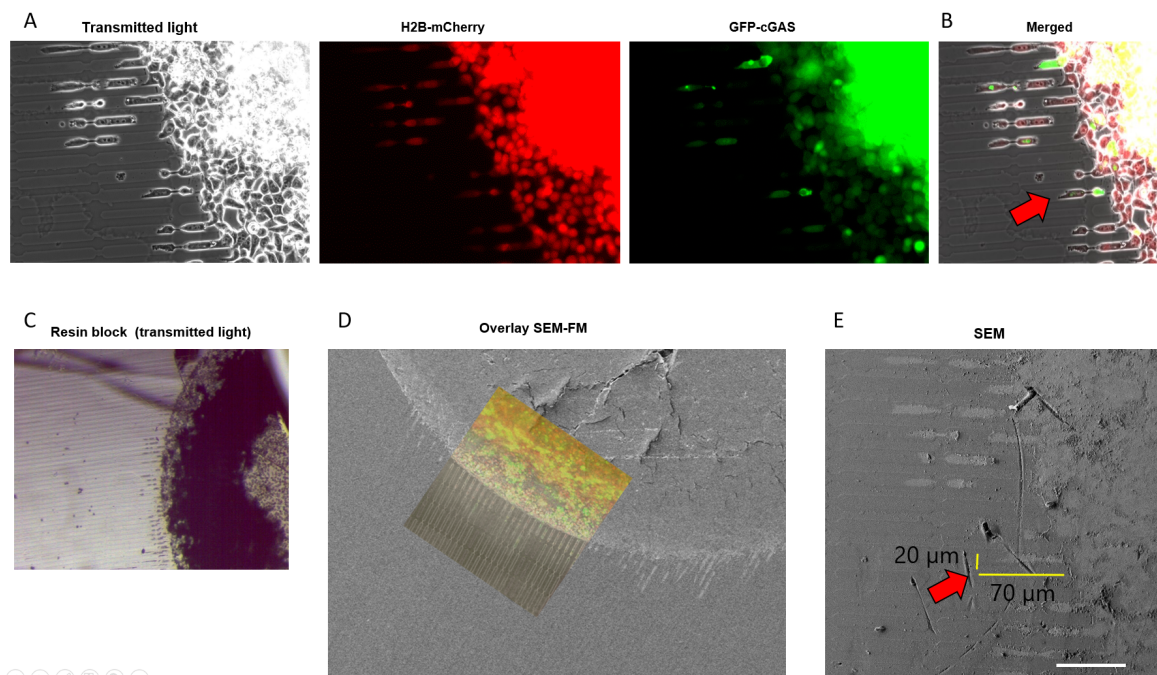 A
Transmitted light
H2B-mCherry
GFP-cGAS
B
Merged
C
Resin block (transmitted light)
D
Overlay SEM-FM
E
SEM
20 µm
70 µm